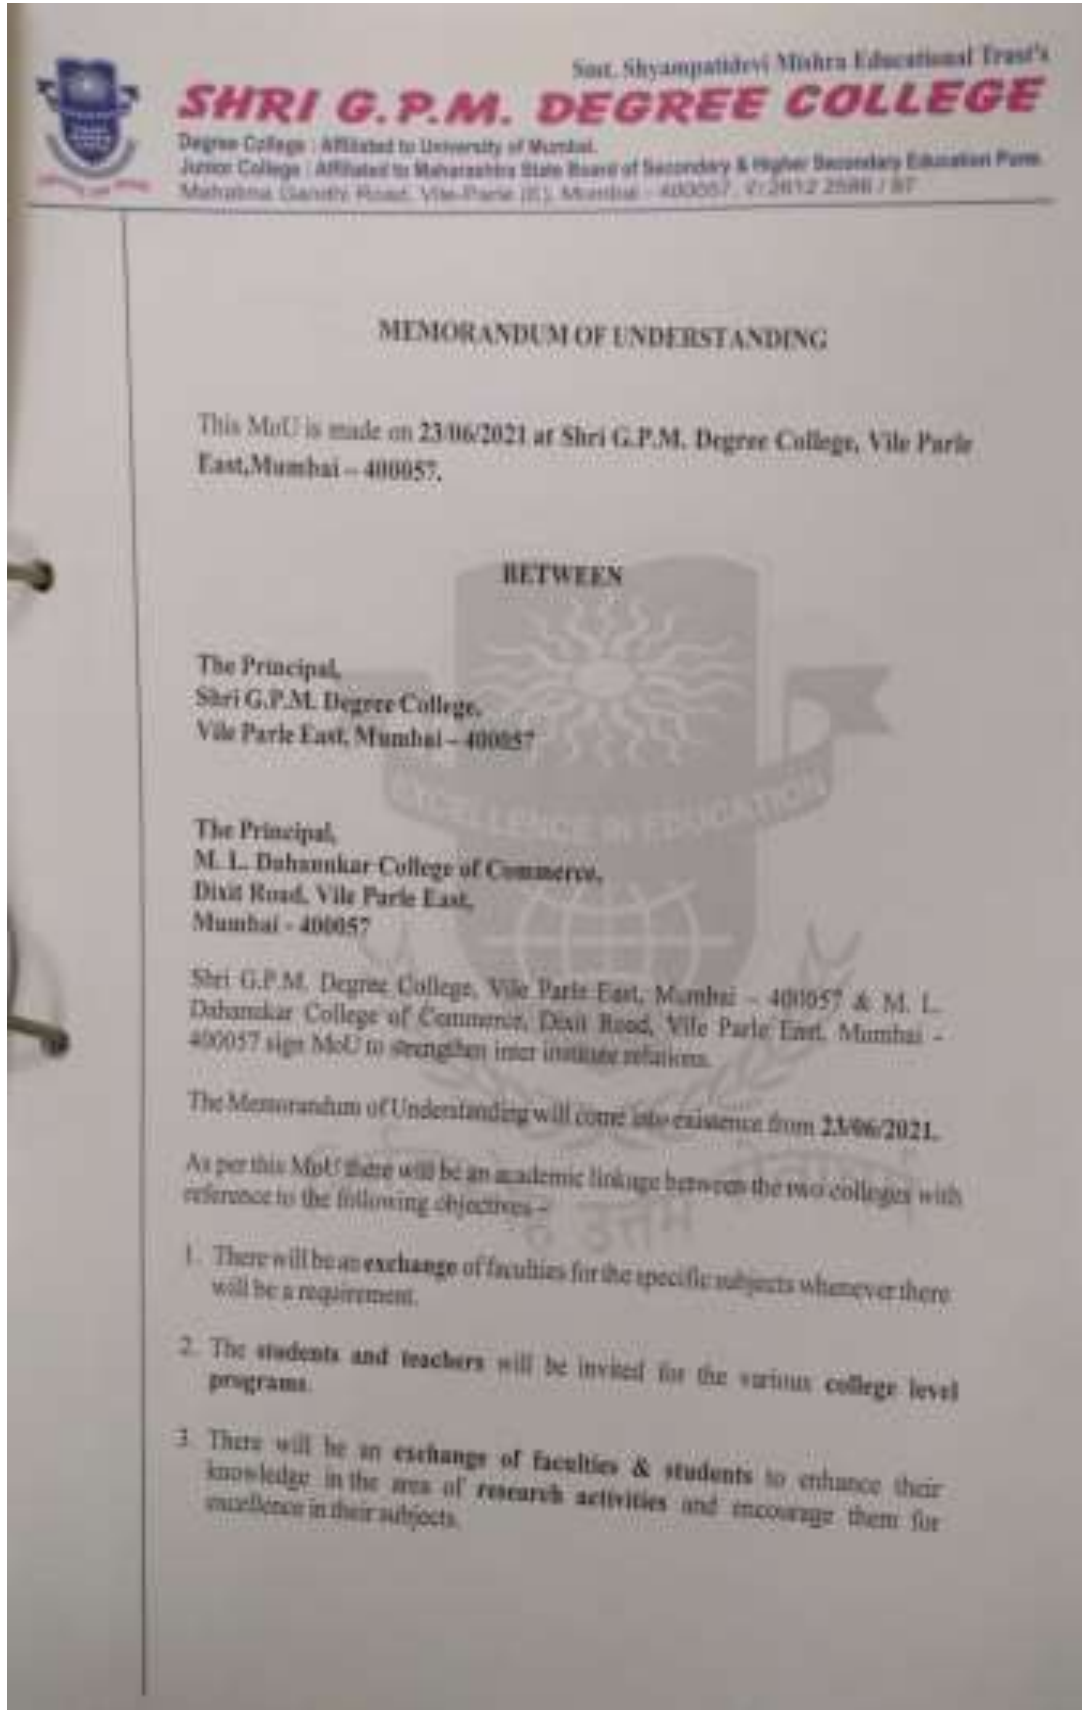 Smt. Shyampatidevi Mishra Educational Trust's
SHRI G.P.M. DEGREE COLLEGE
Degree College : Affiliated to University of Mumbai.
Junior College : Affiliated to Maharashtra State Board of Secondary & Higher Secondary Education Pune.
Mahatma Gandhi Road, Vile-Parle (E), Mumbai - 400057.
MEMORANDUM OF UNDERSTANDING
This MoU is made on 23/06/2021 at Shri G.P.M. Degree College, Vile Parle
East,Mumbai – 400057.
BETWEEN
The Principal,
Shri G.P.M. Degree College,
Vile Parle East, Mumbai – 400057
EXCELLENCE IN EDUCATION
The Principal,
M. L. Dahanukar College of Commerce,
Dixit Road, Vile Parle East,
Mumbai - 400057
Shri G.P.M. Degree College, Vile Parle East, Mumbai – 400057 & M. L.
Dahanukar College of Commerce, Dixit Road, Vile Parle East, Mumbai -
400057 sign MoU to strengthen inter institute relations.
The Memorandum of Understanding will come into existence from 23/06/2021.
As per this MoU there will be an academic linkage between the two colleges with
reference to the following objectives –
1. There will be an exchange of faculties for the specific subjects whenever there
will be a requirement.
2. The students and teachers will be invited for the various college level
programs.
3. There will be an exchange of faculties & students to enhance their
knowledge in the area of research activities and encourage them for
excellence in their subjects.